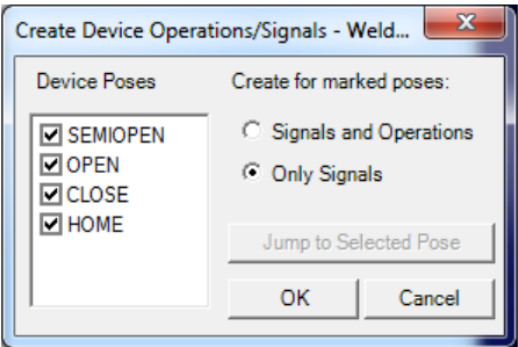 Create Device Operations/Signals - Weld...
Device Poses
SEMIOPEN
OPEN
CLOSE
HOME
Create for marked poses:
Signals and Operations
Only Signals
Jump to Selected Pose
OK
Cancel